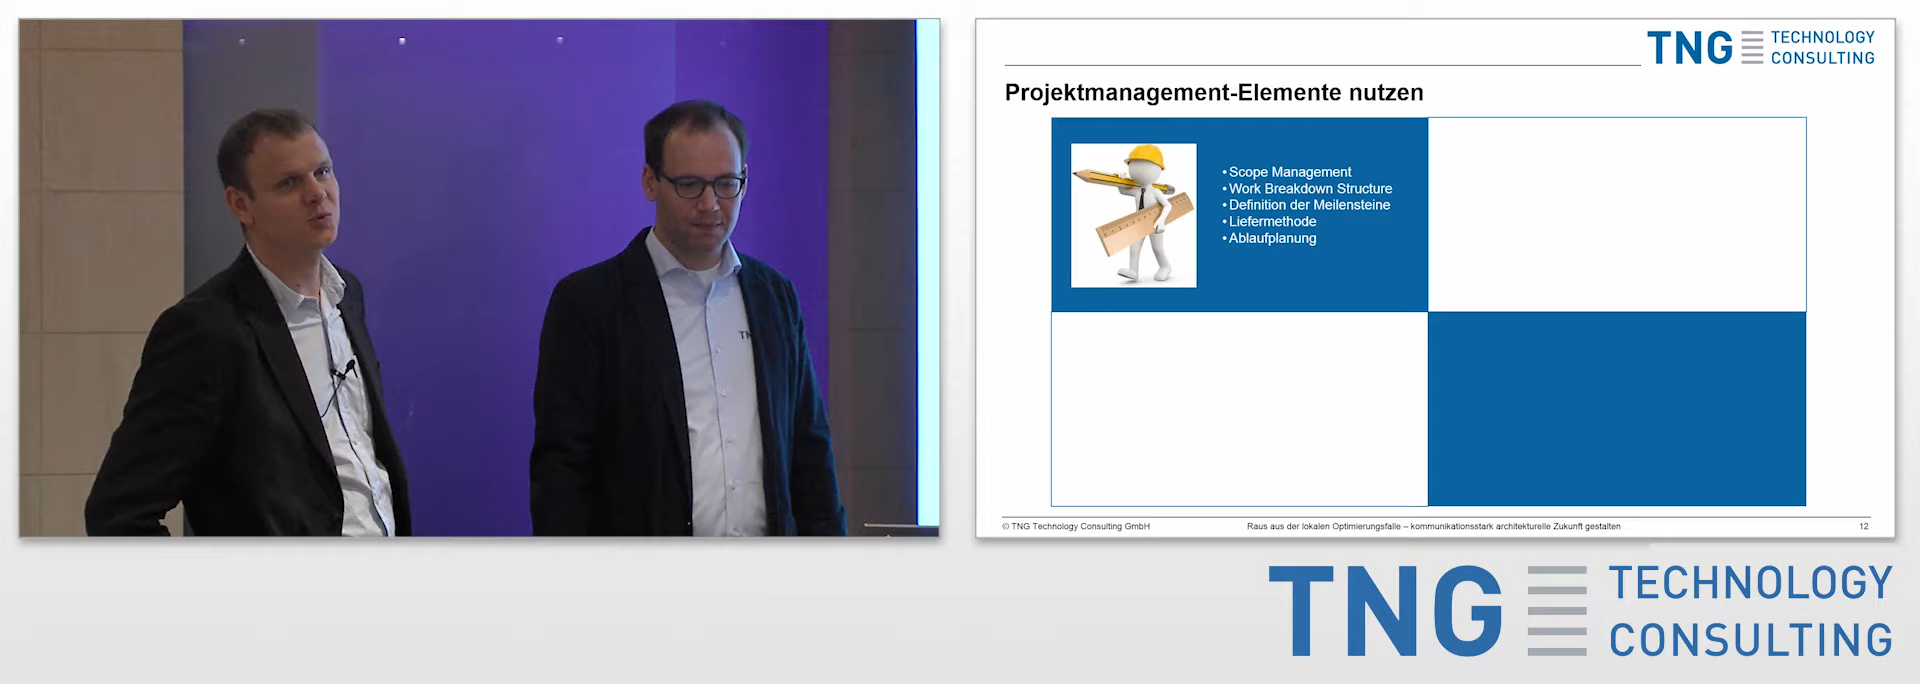 TNG TECHNOLOGY CONSULTING
Projektmanagement-Elemente nutzen
• Scope Management
• Work Breakdown Structure
• Definition der Meilensteine
• Liefermethode
• Ablaufplanung
© TNG Technology Consulting GmbH
Raus aus der lokalen Optimierungsfalle – kommunikationsstark architekturelle Zukunft gestalten
12
TNG TECHNOLOGY CONSULTING